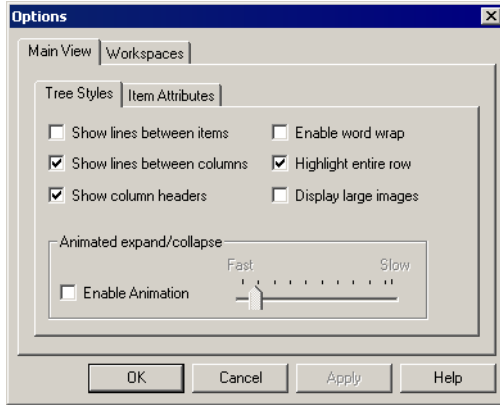 Options
Main View Workspaces
Tree Styles Item Attributes
Show lines between items Enable word wrap
Show lines between columns Highlight entire row
Show column headers Display large images
Animated expand/collapse
Fast Slow
Enable Animation
OK Cancel Apply Help